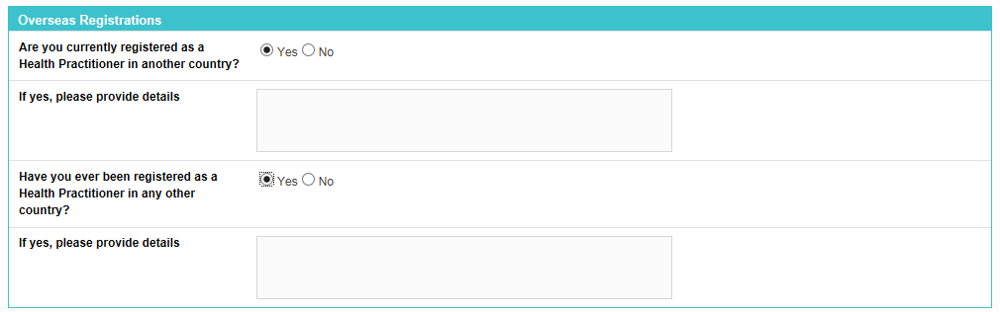 Overseas Registrations
Are you currently registered as a
Health Practitioner in another country?
Yes No
If yes, please provide details
Have you ever been registered as a
Health Practitioner in any other
country?
Yes No
If yes, please provide details